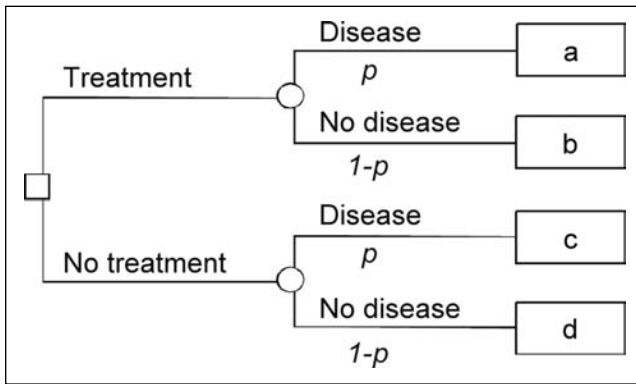 Disease
p
a
Treatment
No disease
1-p
b
Disease
p
c
No treatment
No disease
1-p
d